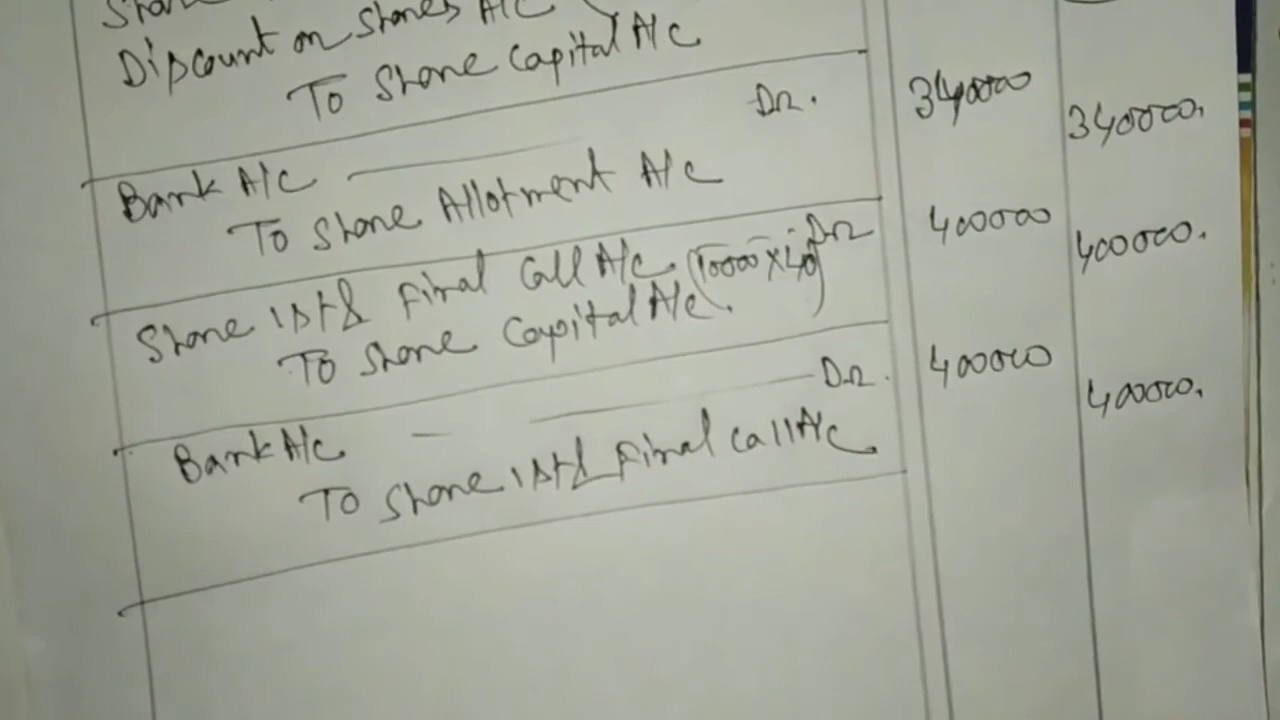 Discount on Shares A/C
To Share Capital A/C
Bank A/C Dr. 340000
To Share Allotment A/C 340000.
Share 1st & Final Call A/C (10000×40) Dr 400000
To Share Capital A/C. 400000.
Bank A/C Dr. 400000
To Share 1st & Final Call A/C 400000.